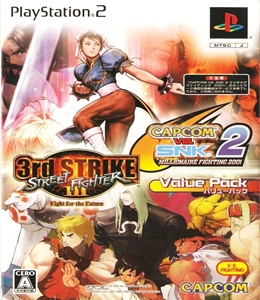 PlayStation 2
NTSC J
CAPCOM
VS.
SNK 2
MILLIONAIRE FIGHTING 2001
3rd STRIKE
STREET FIGHTER
III
Fight for the Future
Value Pack
バリューパック
CERO
A
V.S. FIGHTING
CAPCOM